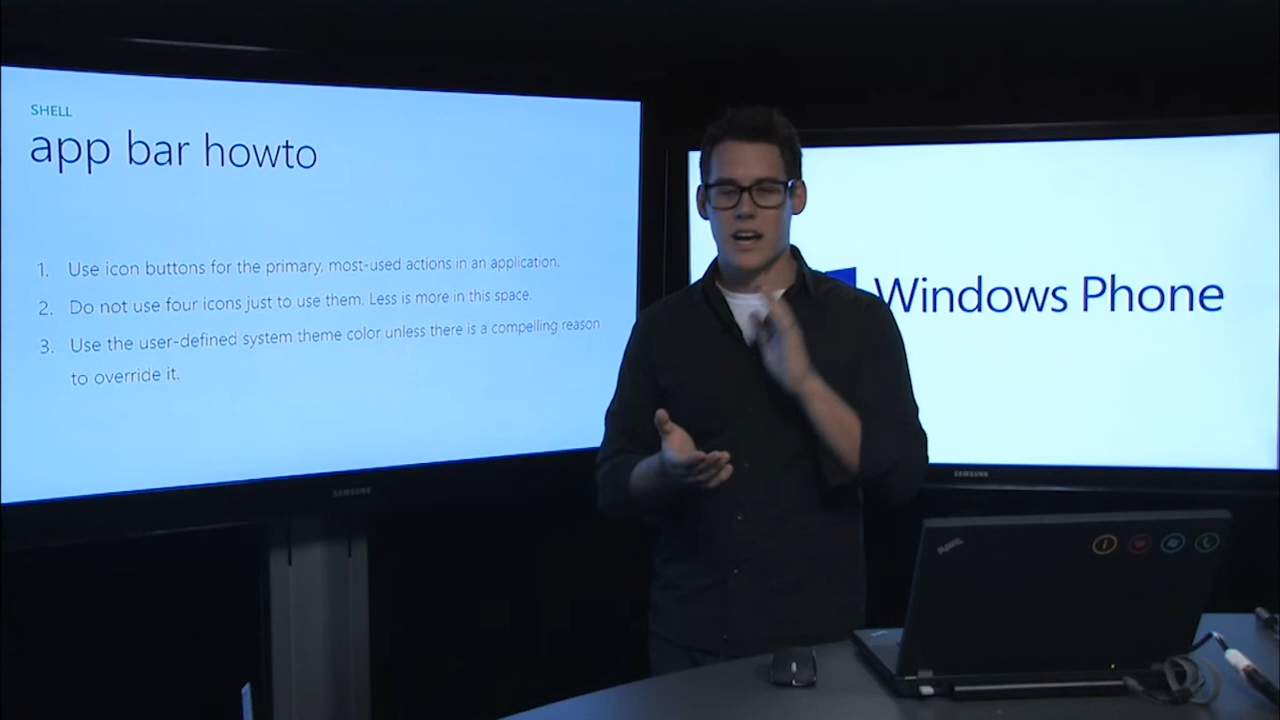 SHELL
app bar howto
1. Use icon buttons for the primary, most-used actions in an application.
2. Do not use four icons just to use them. Less is more in this space.
3. Use the user-defined system theme color unless there is a compelling reason
to override it.
SAMSUNG
Windows Phone
SAMSUNG
ThinkPad